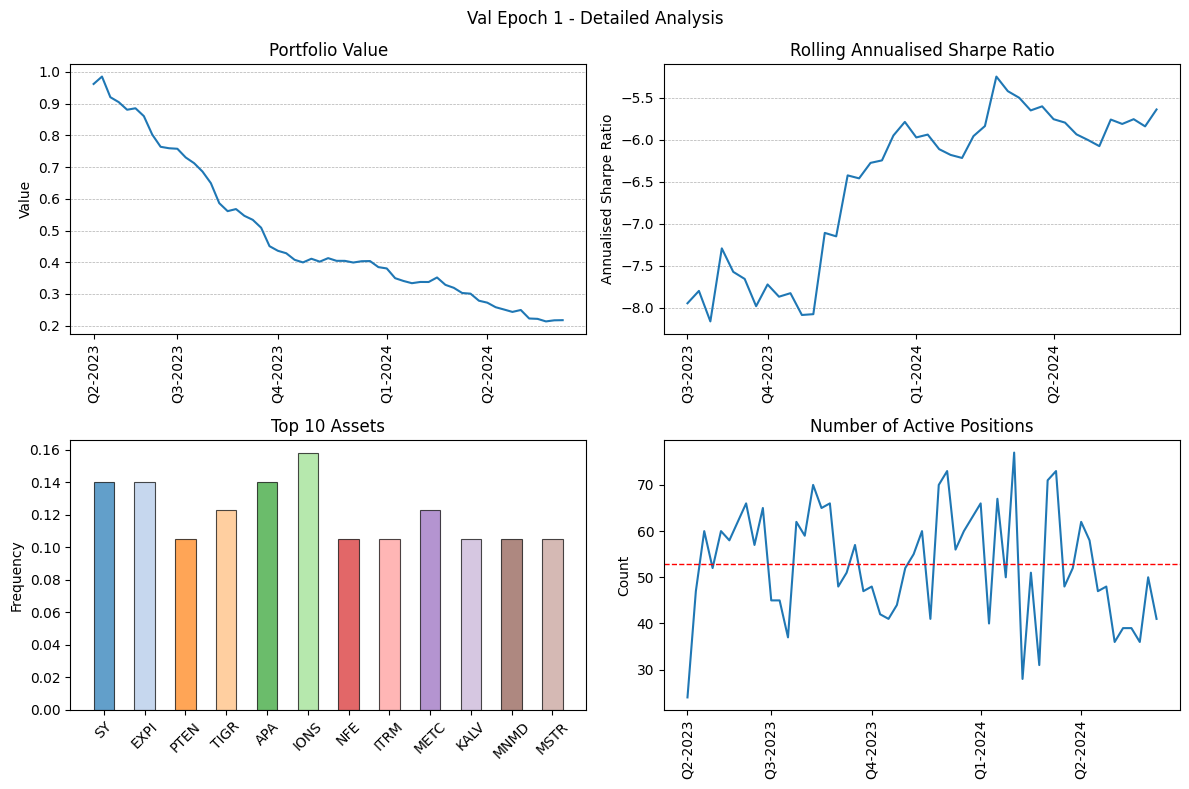 Val Epoch 1 - Detailed Analysis
Portfolio Value
Value
1.0
0.9
0.8
0.7
0.6
0.5
0.4
0.3
0.2
Q2-2023
Q3-2023
Q4-2023
Q1-2024
Q2-2024
Rolling Annualised Sharpe Ratio
Annualised Sharpe Ratio
−5.5
−6.0
−6.5
−7.0
−7.5
−8.0
Q3-2023
Q4-2023
Q1-2024
Q2-2024
Top 10 Assets
Frequency
0.16
0.14
0.12
0.10
0.08
0.06
0.04
0.02
0.00
SY
EXPI
PTEN
TIGR
APA
IONS
NFE
ITRM
METC
KALV
MNMD
MSTR
Number of Active Positions
Count
70
60
50
40
30
Q2-2023
Q3-2023
Q4-2023
Q1-2024
Q2-2024